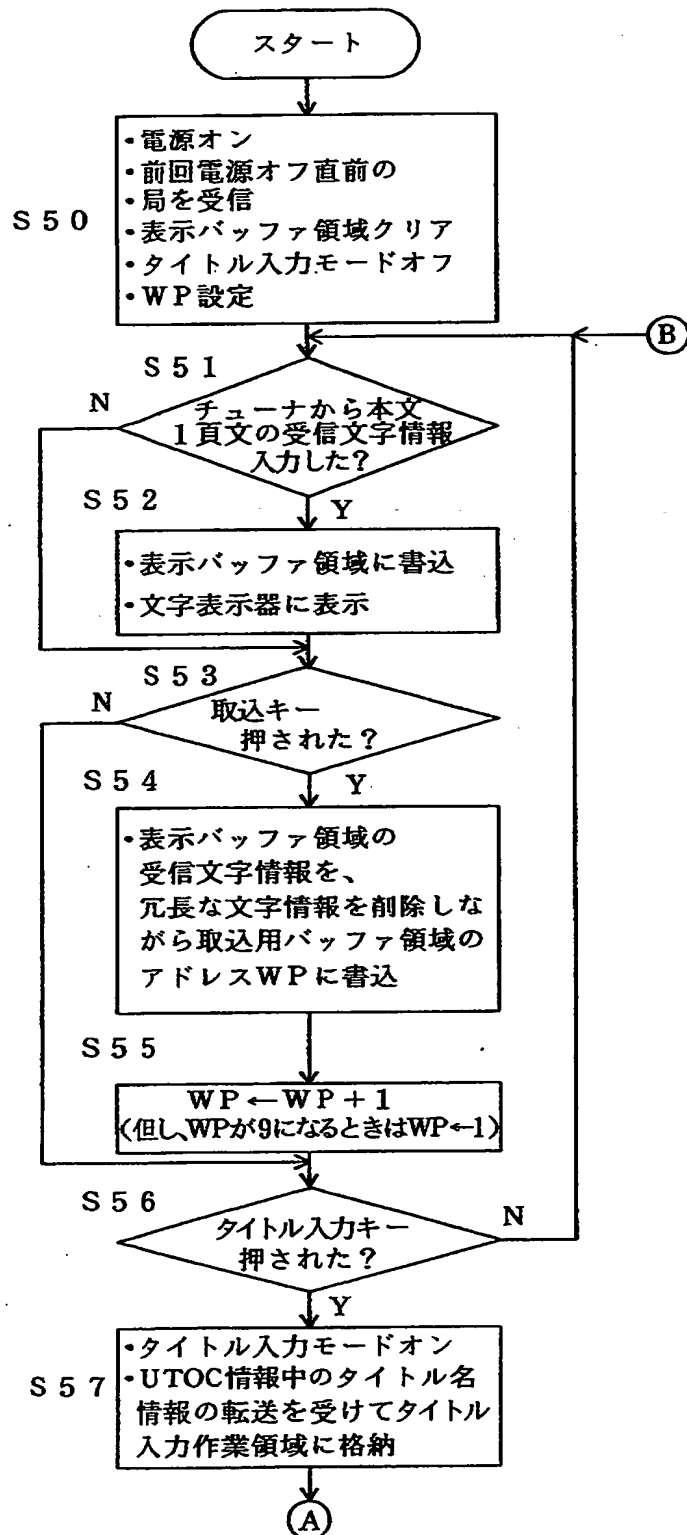 スタート
S50
・電源オン
・前回電源オフ直前の
・局を受信
・表示バッファ領域クリア
・タイトル入力モードオフ
・WP設定
B
S51
N
チューナから本文
1頁文の受信文字情報
入力した？
Y
S52
・表示バッファ領域に書込
・文字表示器に表示
S53
N
取込キー
押された？
Y
S54
・表示バッファ領域の
受信文字情報を、
冗長な文字情報を削除しな
がら取込用バッファ領域の
アドレスWPに書込
S55
WP←WP＋1
(但し、WPが9になるときはWP←1)
S56
タイトル入力キー
押された？
N
Y
S57
・タイトル入力モードオン
・UTOC情報中のタイトル名
情報の転送を受けてタイトル
入力作業領域に格納
A